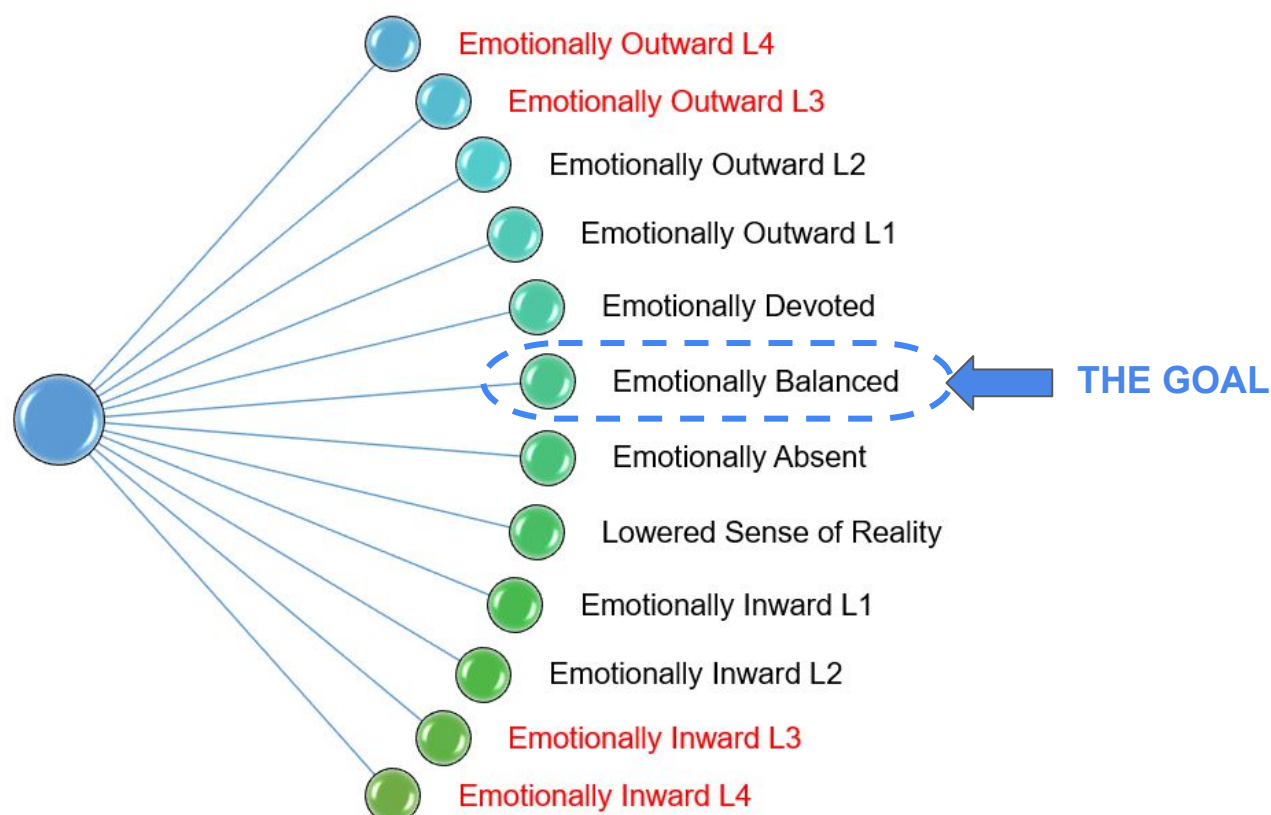 Emotionally Outward L4
Emotionally Outward L3
Emotionally Outward L2
Emotionally Outward L1
Emotionally Devoted
Emotionally Balanced
THE GOAL
Emotionally Absent
Lowered Sense of Reality
Emotionally Inward L1
Emotionally Inward L2
Emotionally Inward L3
Emotionally Inward L4